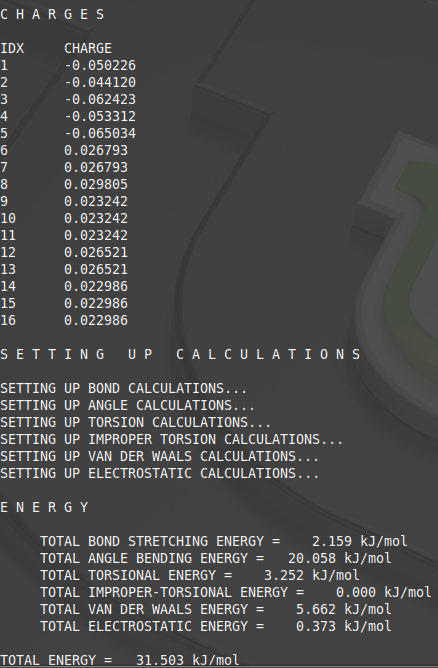 C H A R G E S
IDX     CHARGE
1       -0.050226
2       -0.044120
3       -0.062423
4       -0.053312
5       -0.065034
6       0.026793
7       0.026793
8       0.029805
9       0.023242
10      0.023242
11      0.023242
12      0.026521
13      0.026521
14      0.022986
15      0.022986
16      0.022986
S E T T I N G   U P   C A L C U L A T I O N S
SETTING UP BOND CALCULATIONS...
SETTING UP ANGLE CALCULATIONS...
SETTING UP TORSION CALCULATIONS...
SETTING UP IMPROPER TORSION CALCULATIONS...
SETTING UP VAN DER WAALS CALCULATIONS...
SETTING UP ELECTROSTATIC CALCULATIONS...
E N E R G Y
TOTAL BOND STRETCHING ENERGY =    2.159 kJ/mol
TOTAL ANGLE BENDING ENERGY =   20.058 kJ/mol
TOTAL TORSIONAL ENERGY =    3.252 kJ/mol
TOTAL IMPROPER-TORSIONAL ENERGY =    0.000 kJ/mol
TOTAL VAN DER WAALS ENERGY =    5.662 kJ/mol
TOTAL ELECTROSTATIC ENERGY =    0.373 kJ/mol
TOTAL ENERGY =   31.503 kJ/mol